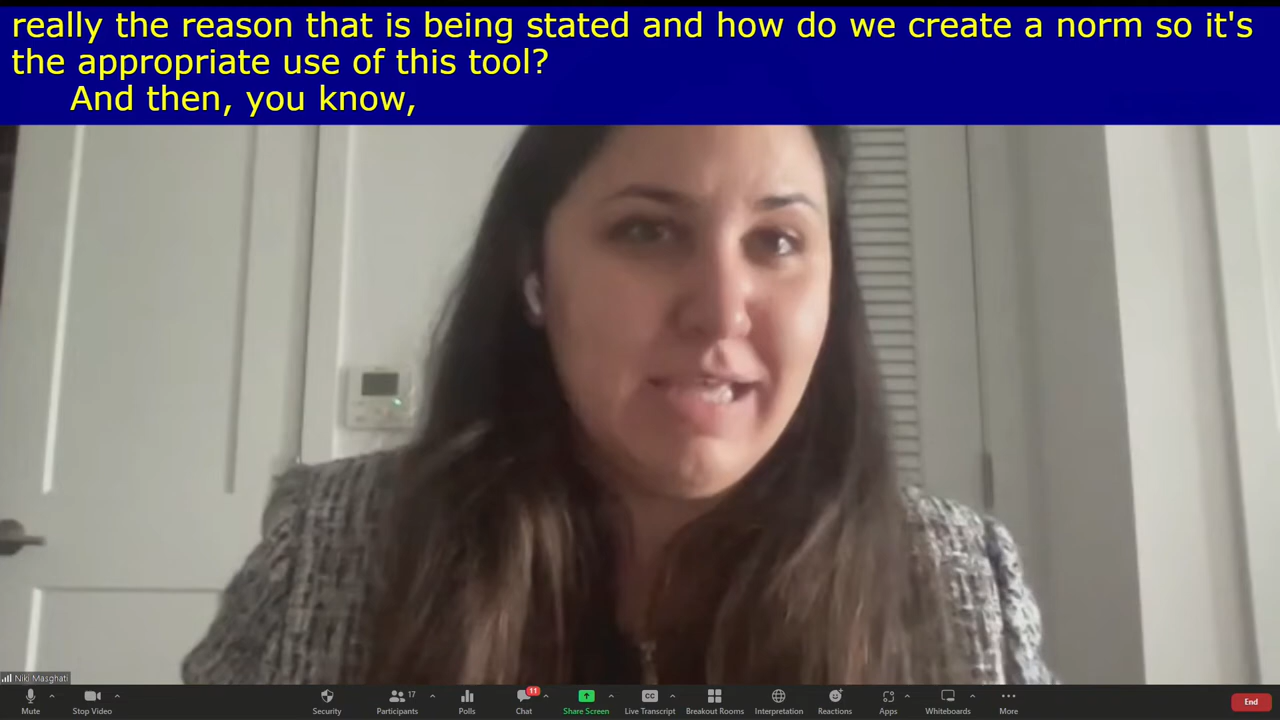 really the reason that is being stated and how do we create a norm so it's
the appropriate use of this tool?
And then, you know,
Niki Masghati
Mute
Stop Video
Security
Participants
17
Polls
Chat
11
Share Screen
CC
Live Transcript
Breakout Rooms
Interpretation
Reactions
Apps
Whiteboards
More
End